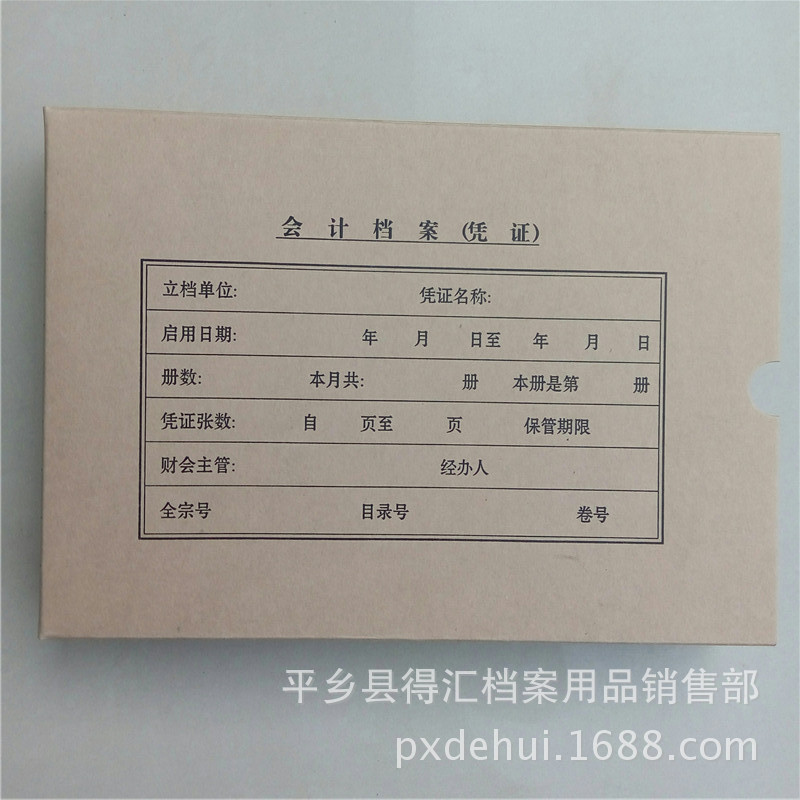 会计档案(凭证)
立档单位: 凭证名称:
启用日期: 年 月 日至 年 月 日
册数: 本月共: 册 本册是第 册
凭证张数: 自 页至 页 保管期限
财会主管: 经办人
全宗号 目录号 卷号
平乡县得汇档案用品销售部
pxdehui.1688.com